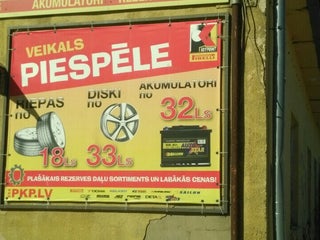 AKUMULATORI
VEIKALS
PIESPĒLE
PIRELLI
RIEPAS no
DISKI no
AKUMULATORI no
18Ls
33Ls
32Ls
PLAŠĀKAIS REZERVES DAĻU SORTIMENTS UN LABĀKĀS CENAS!
PKP.LV